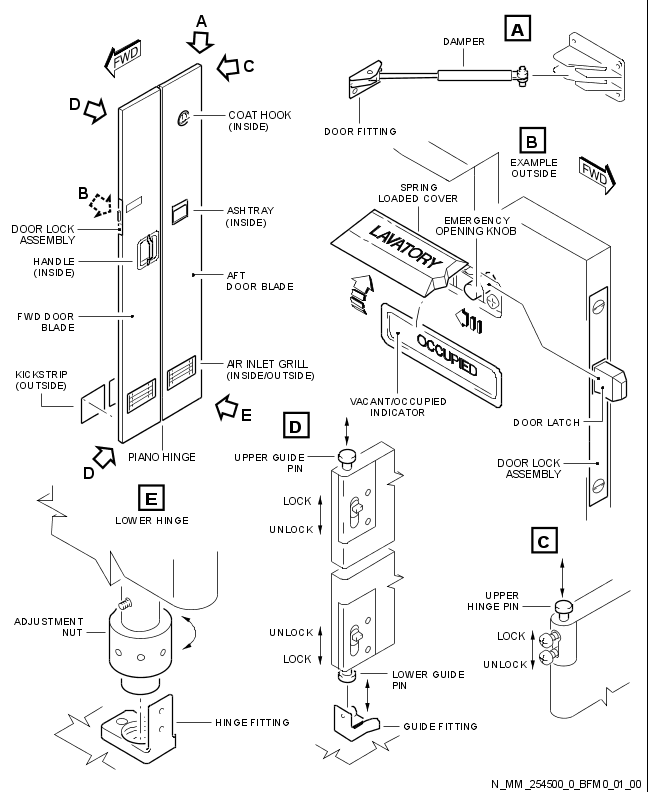 A
FWD
C
D
COAT HOOK
(INSIDE)
B
ASHTRAY
(INSIDE)
DOOR LOCK
ASSEMBLY
HANDLE
(INSIDE)
AFT
DOOR BLADE
FWD DOOR
BLADE
KICKSTRIP
(OUTSIDE)
AIR INLET GRILL
(INSIDE/OUTSIDE)
E
D
PIANO HINGE
A
DAMPER
DOOR FITTING
B
EXAMPLE
OUTSIDE
FWD
SPRING
LOADED COVER
EMERGENCY
OPENING KNOB
LAVATORY
OCCUPIED
VACANT/OCCUPIED
INDICATOR
DOOR LATCH
DOOR LOCK
ASSEMBLY
D
UPPER GUIDE
PIN
LOCK
UNLOCK
UNLOCK
LOCK
LOWER GUIDE
PIN
GUIDE FITTING
E
LOWER HINGE
ADJUSTMENT
NUT
HINGE FITTING
C
UPPER
HINGE PIN
LOCK
UNLOCK
N_MM_254500_0_BFM0_01_00